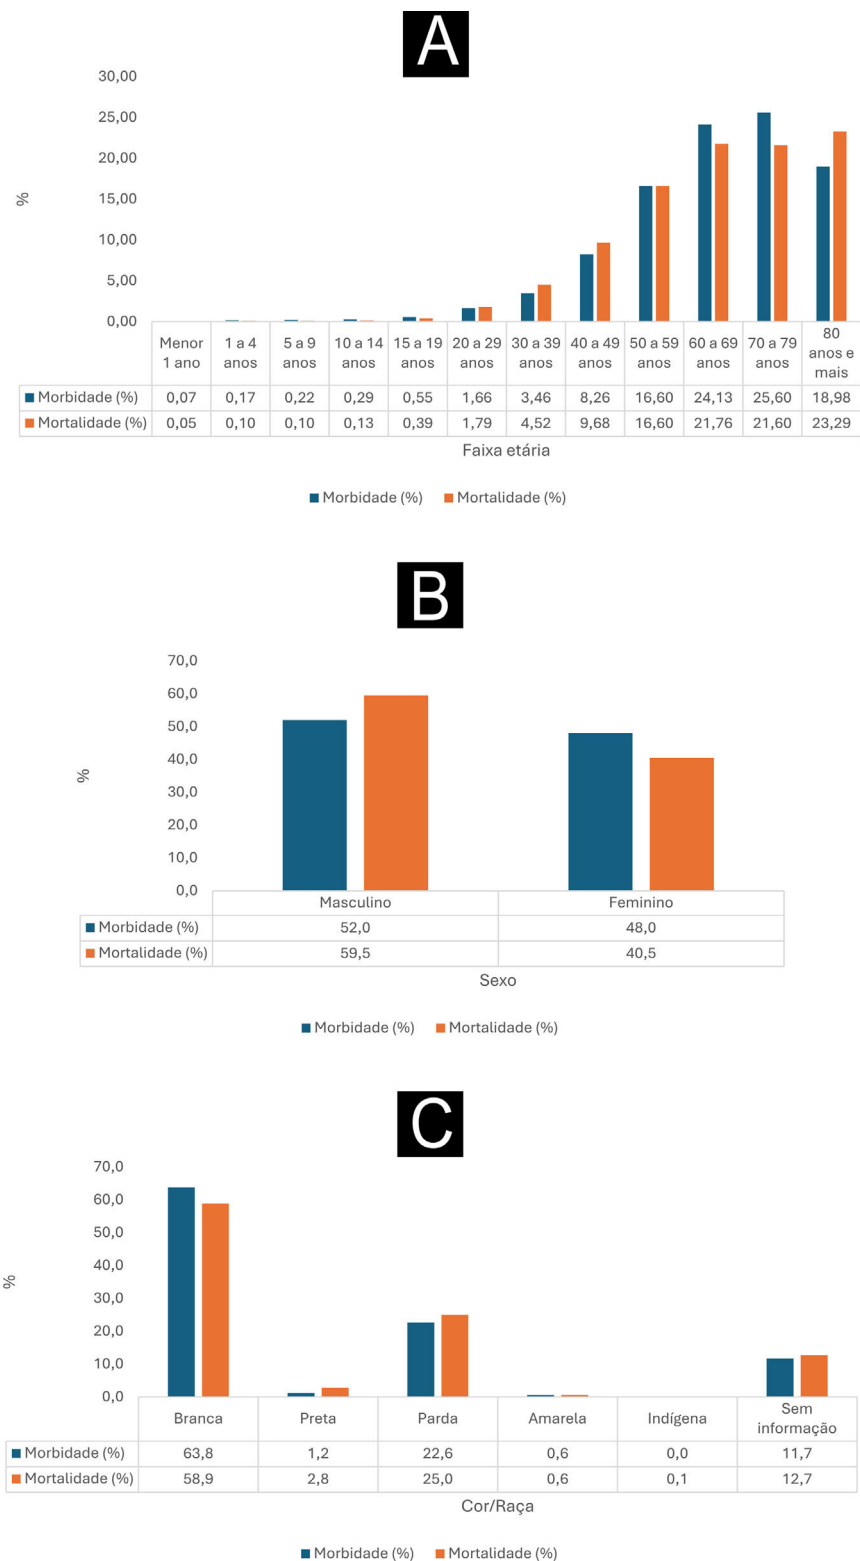 A
30,00
25,00
20,00
15,00
10,00
5,00
0,00
%
Menor 1 ano 1 a 4 anos 5 a 9 anos 10 a 14 anos 15 a 19 anos 20 a 29 anos 30 a 39 anos 40 a 49 anos 50 a 59 anos 60 a 69 anos 70 a 79 anos 80 anos e mais
Morbidade (%) 0,07 0,17 0,22 0,29 0,55 1,66 3,46 8,26 16,60 24,13 25,60 18,98
Mortalidade (%) 0,05 0,10 0,10 0,13 0,39 1,79 4,52 9,68 16,60 21,76 21,60 23,29
Faixa etária
Morbidade (%) Mortalidade (%)
B
70,0
60,0
50,0
40,0
30,0
20,0
10,0
0,0
%
Masculino Feminino
Morbidade (%) 52,0 48,0
Mortalidade (%) 59,5 40,5
Sexo
Morbidade (%) Mortalidade (%)
C
70,0
60,0
50,0
40,0
30,0
20,0
10,0
0,0
%
Branca Preta Parda Amarela Indígena Sem informação
Morbidade (%) 63,8 1,2 22,6 0,6 0,0 11,7
Mortalidade (%) 58,9 2,8 25,0 0,6 0,1 12,7
Cor/Raça
Morbidade (%) Mortalidade (%)